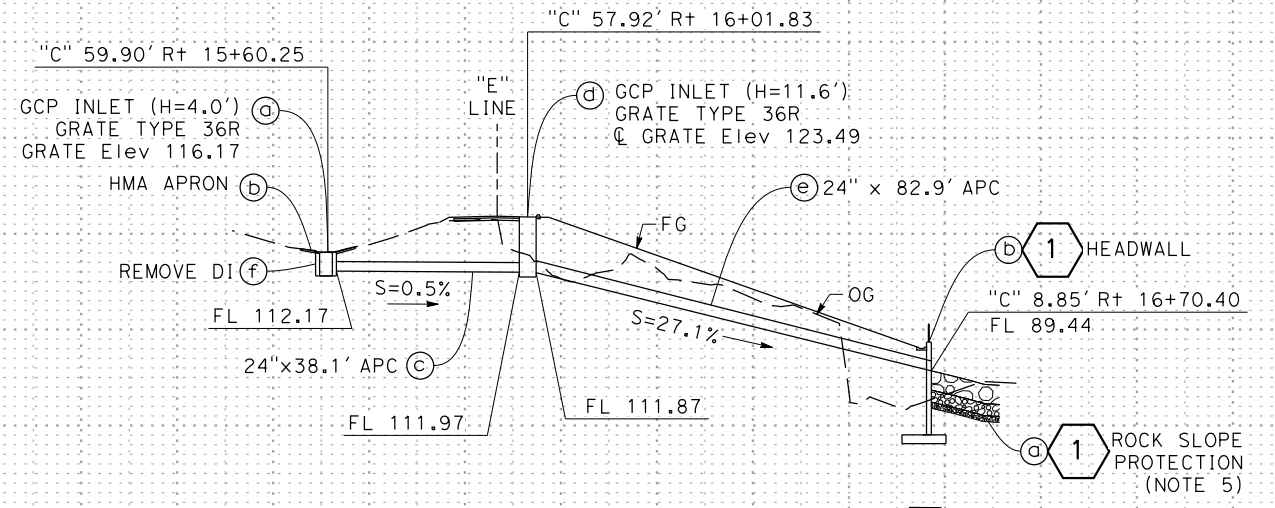 "C" 57.92' Rt 16+01.83
"C" 59.90' Rt 15+60.25
GCP INLET (H=4.0') a
GRATE TYPE 36R
GRATE Elev 116.17
HMA APRON b
REMOVE DI f
"E"
LINE
d GCP INLET (H=11.6')
GRATE TYPE 36R
℄ GRATE Elev 123.49
e 24" x 82.9' APC
FG
OG
b 1 HEADWALL
"C" 8.85' Rt 16+70.40
FL 89.44
S=0.5%
S=27.1%
FL 112.17
24"x38.1' APC c
FL 111.97
FL 111.87
a 1 ROCK SLOPE
PROTECTION
(NOTE 5)